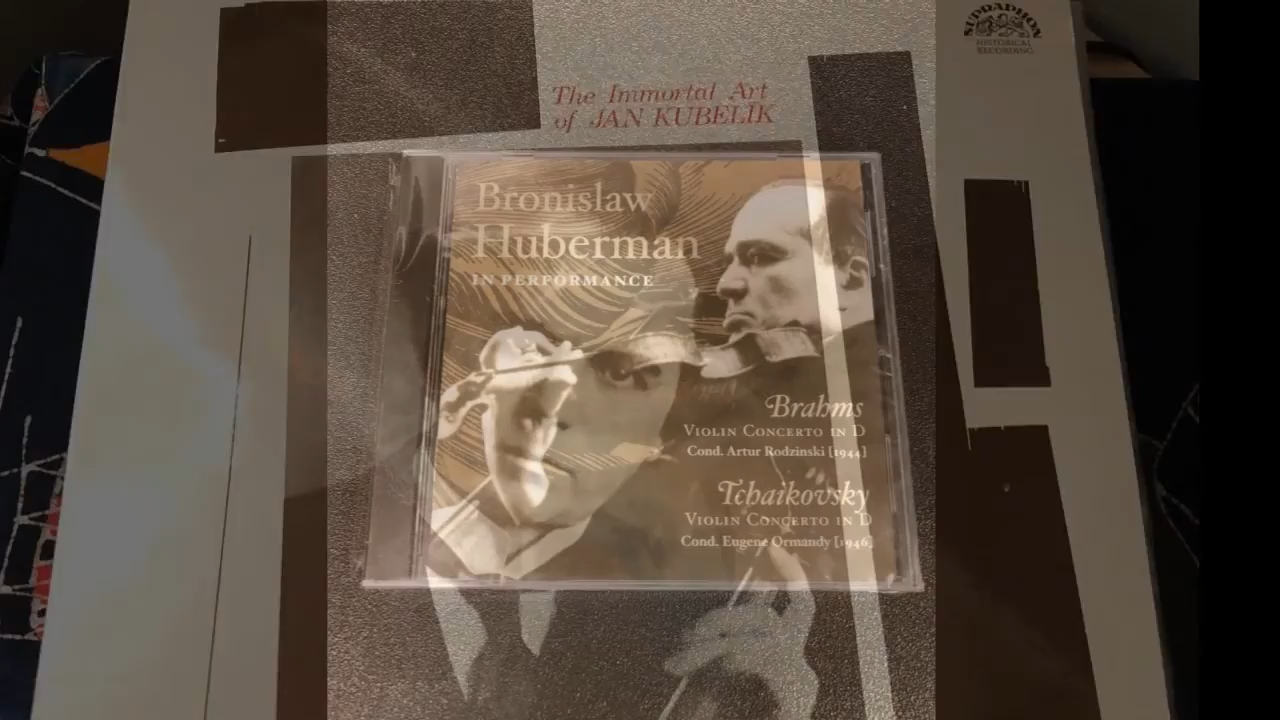 SUPRAPHON
HISTORICAL
RECORDING
The Immortal Art
of JAN KUBELIK
Bronislaw
Huberman
IN PERFORMANCE
Brahms
VIOLIN CONCERTO IN D
Cond. Artur Rodzinski [1944]
Tchaikovsky
VIOLIN CONCERTO IN D
Cond. Eugene Ormandy [1946]